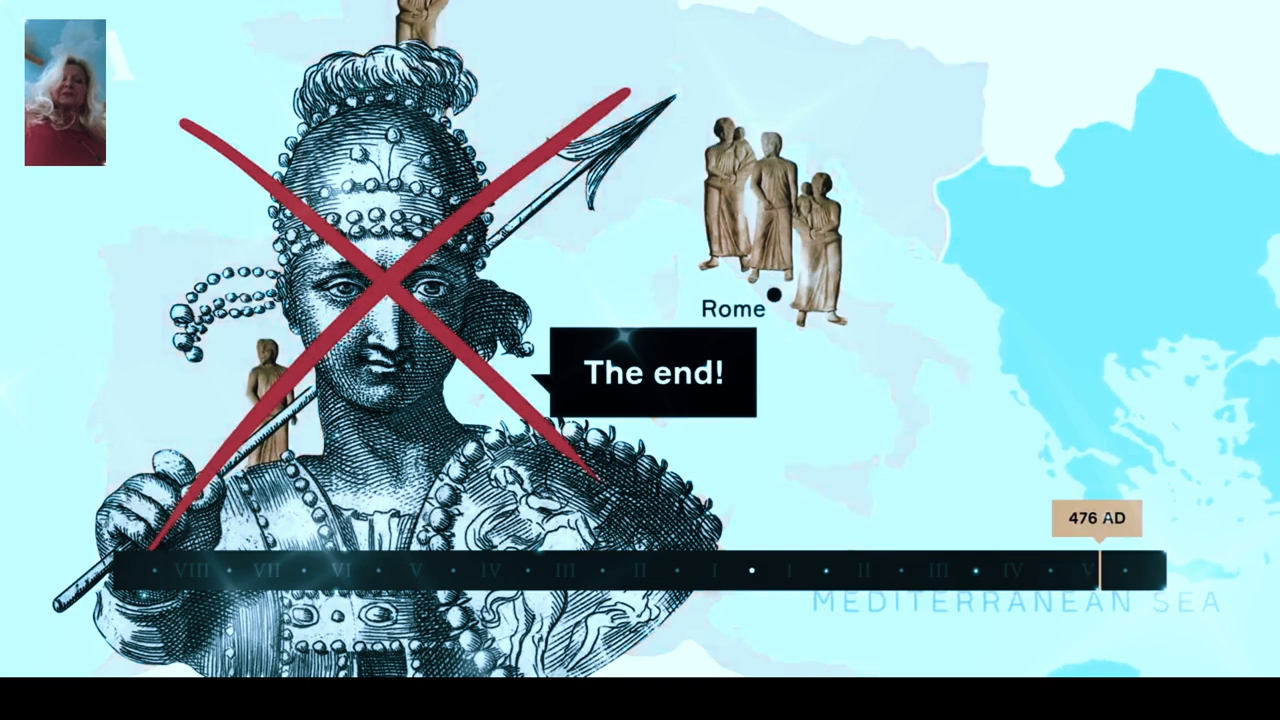 A
Rome
The end!
476 AD
VIII VII VI V IV III II I I II III IV V
MEDITERRANEAN SEA